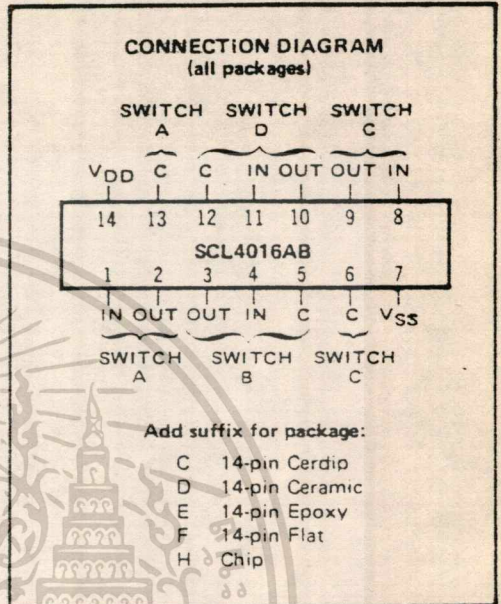 CONNECTION DIAGRAM
(all packages)
SWITCH SWITCH SWITCH
A D C
VDD C C IN OUT OUT IN
14 13 12 11 10 9 8
SCL4016AB
1 2 3 4 5 6 7
IN OUT OUT IN C C VSS
SWITCH SWITCH SWITCH
A B C
Add suffix for package:
C 14-pin Cerdip
D 14-pin Ceramic
E 14-pin Epoxy
F 14-pin Flat
H Chip